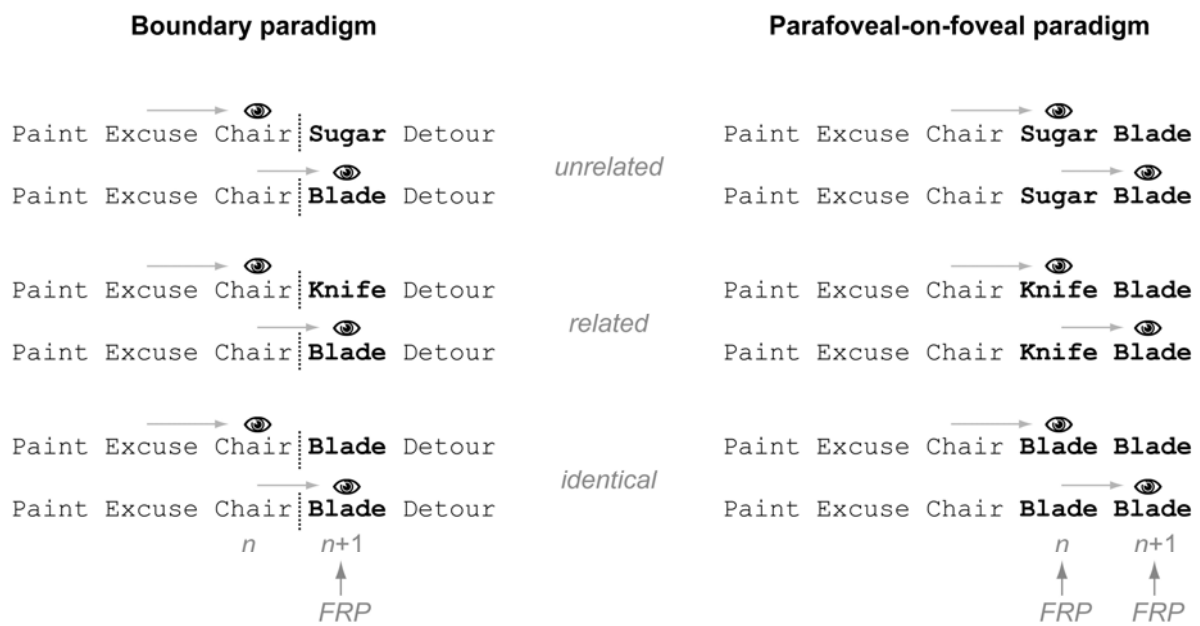 Boundary paradigm
Parafoveal-on-foveal paradigm
Paint Excuse Chair Sugar Detour
Paint Excuse Chair Sugar Blade
unrelated
Paint Excuse Chair Blade Detour
Paint Excuse Chair Sugar Blade
Paint Excuse Chair Knife Detour
Paint Excuse Chair Knife Blade
related
Paint Excuse Chair Blade Detour
Paint Excuse Chair Knife Blade
Paint Excuse Chair Blade Detour
Paint Excuse Chair Blade Blade
identical
Paint Excuse Chair Blade Detour
Paint Excuse Chair Blade Blade
n n+1
n n+1
FRP
FRP FRP